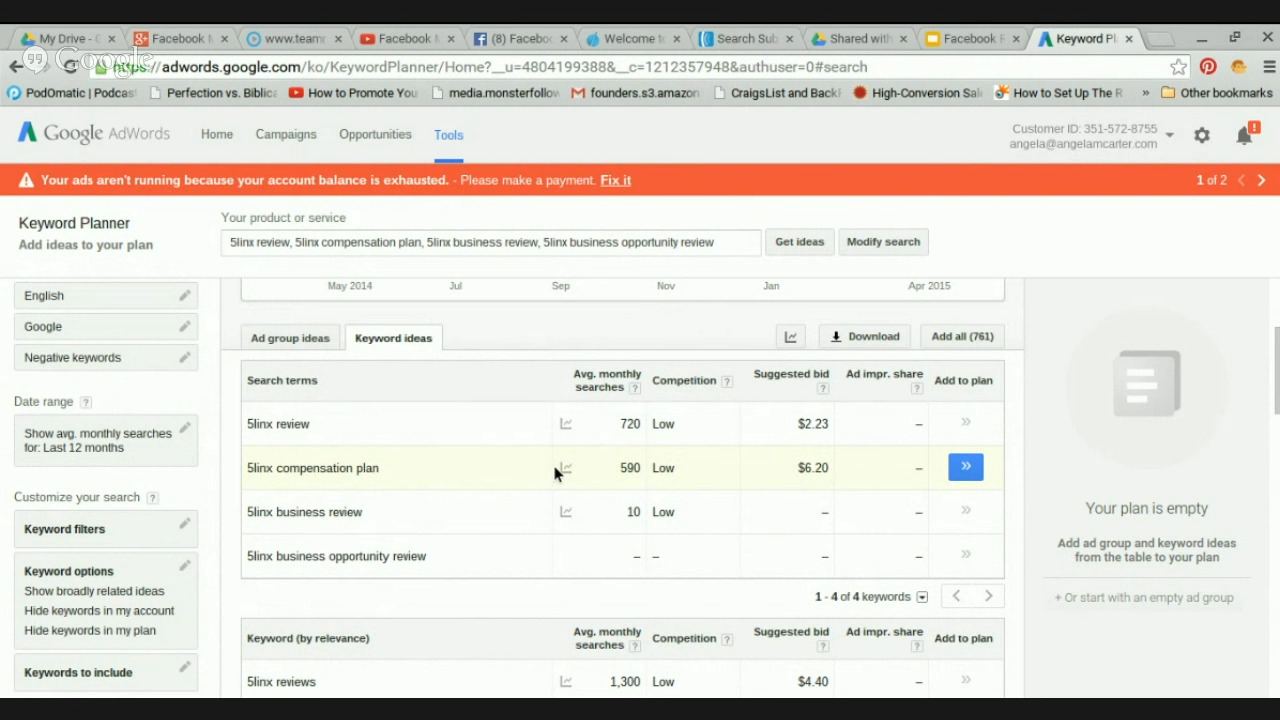 My Drive -
Facebook
www.team
Facebook
(8) Facebo
Welcome to
Search Sub
Shared with
Facebook
Keyword Pl
Google
https://adwords.google.com/ko/KeywordPlanner/Home?__u=4804199388&__c=1212357948&authuser=0#search
PodOmatic | Podcas
Perfection vs. Biblica
How to Promote You
media.monsterfollow
founders.s3.amazon
CraigsList and Back
High-Conversion Sal
How to Set Up The R
» Other bookmarks
Google AdWords
Home
Campaigns
Opportunities
Tools
Customer ID: 351-572-8755
angela@angelamcarter.com
Your ads aren't running because your account balance is exhausted. - Please make a payment. Fix it
1 of 2
Keyword Planner
Add ideas to your plan
Your product or service
5linx review, 5linx compensation plan, 5linx business review, 5linx business opportunity review
Get ideas
Modify search
English
Google
Negative keywords
Date range ?
Show avg. monthly searches
for: Last 12 months
Customize your search ?
Keyword filters
Keyword options
Show broadly related ideas
Hide keywords in my account
Hide keywords in my plan
Keywords to include
May 2014 Jul Sep Nov Jan Apr 2015
Ad group ideas
Keyword ideas
Download
Add all (761)
Search terms Avg. monthly searches ? Competition ? Suggested bid ? Ad impr. share ? Add to plan
5linx review 720 Low $2.23 – »
5linx compensation plan 590 Low $6.20 – »
5linx business review 10 Low – – »
5linx business opportunity review – – – – »
1 - 4 of 4 keywords
Keyword (by relevance) Avg. monthly searches ? Competition ? Suggested bid ? Ad impr. share ? Add to plan
5linx reviews 1,300 Low $4.40 – »
Your plan is empty
Add ad group and keyword ideas
from the table to your plan
+ Or start with an empty ad group